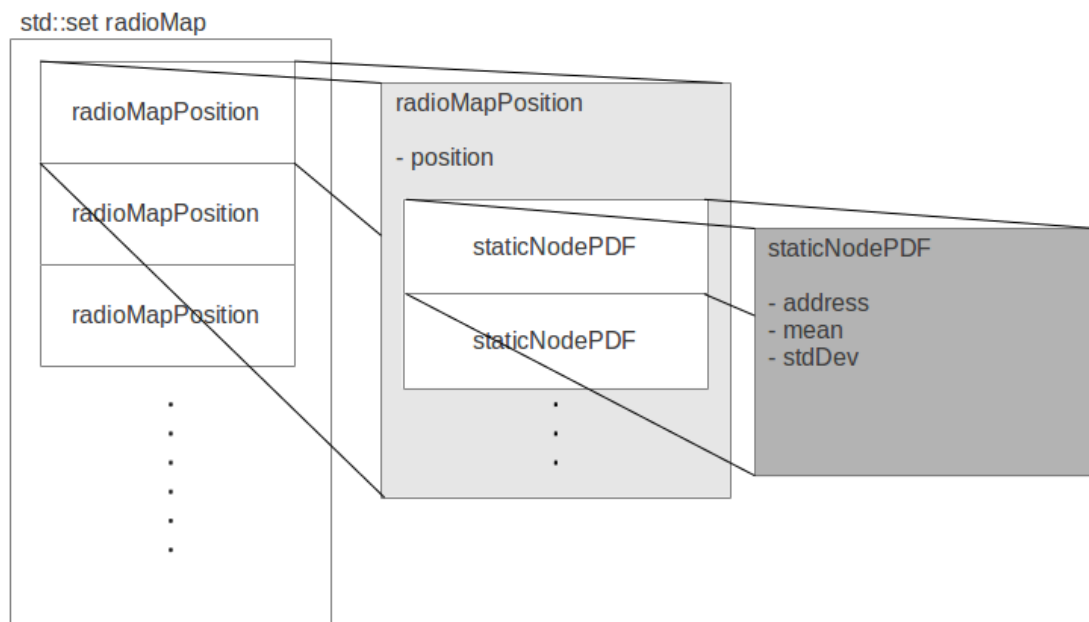 std::set radioMap
radioMapPosition
radioMapPosition
radioMapPosition
radioMapPosition
- position
staticNodePDF
staticNodePDF
staticNodePDF
- address
- mean
- stdDev